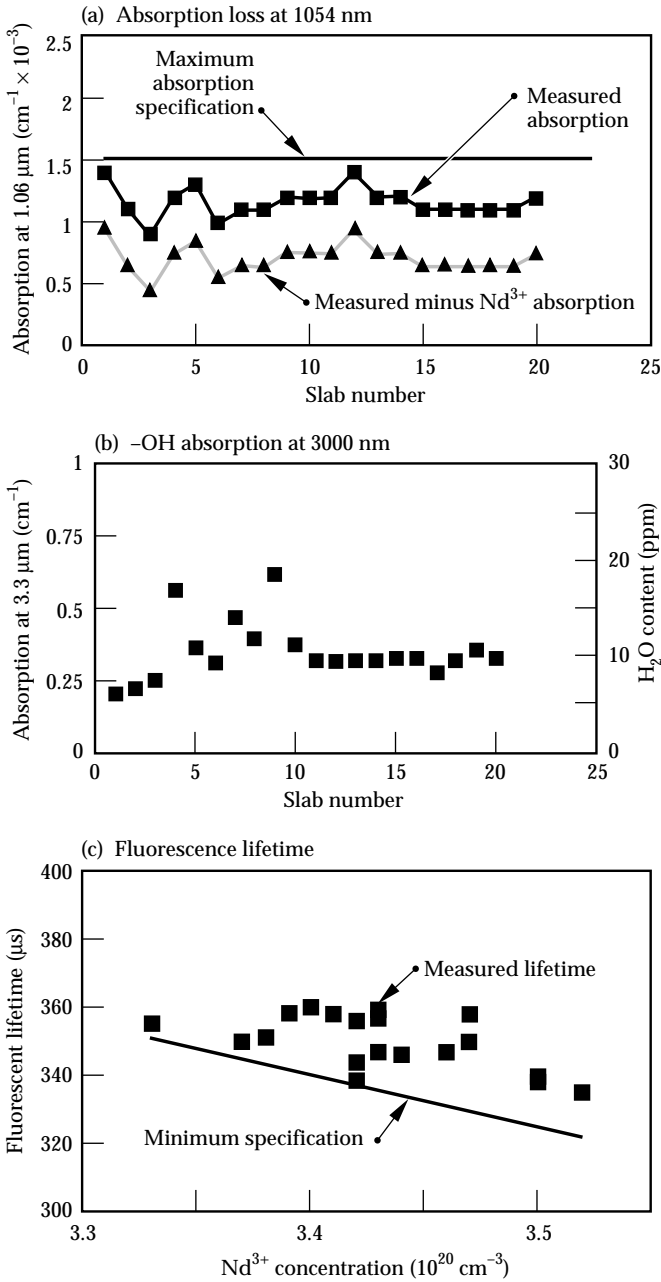 (a) Absorption loss at 1054 nm
Absorption at 1.06 µm (cm⁻¹ × 10⁻³)
2.5
2
1.5
1
0.5
0
Maximum
absorption
specification
Measured
absorption
Measured minus Nd³⁺ absorption
0
5
10
15
20
25
Slab number
(b) –OH absorption at 3000 nm
Absorption at 3.3 µm (cm⁻¹)
1
0.75
0.5
0.25
0
30
20
10
0
H₂O content (ppm)
0
5
10
15
20
25
Slab number
(c) Fluorescence lifetime
Fluorescent lifetime (µs)
400
380
360
340
320
300
Measured lifetime
Minimum specification
3.3
3.4
3.5
Nd³⁺ concentration (10²⁰ cm⁻³)